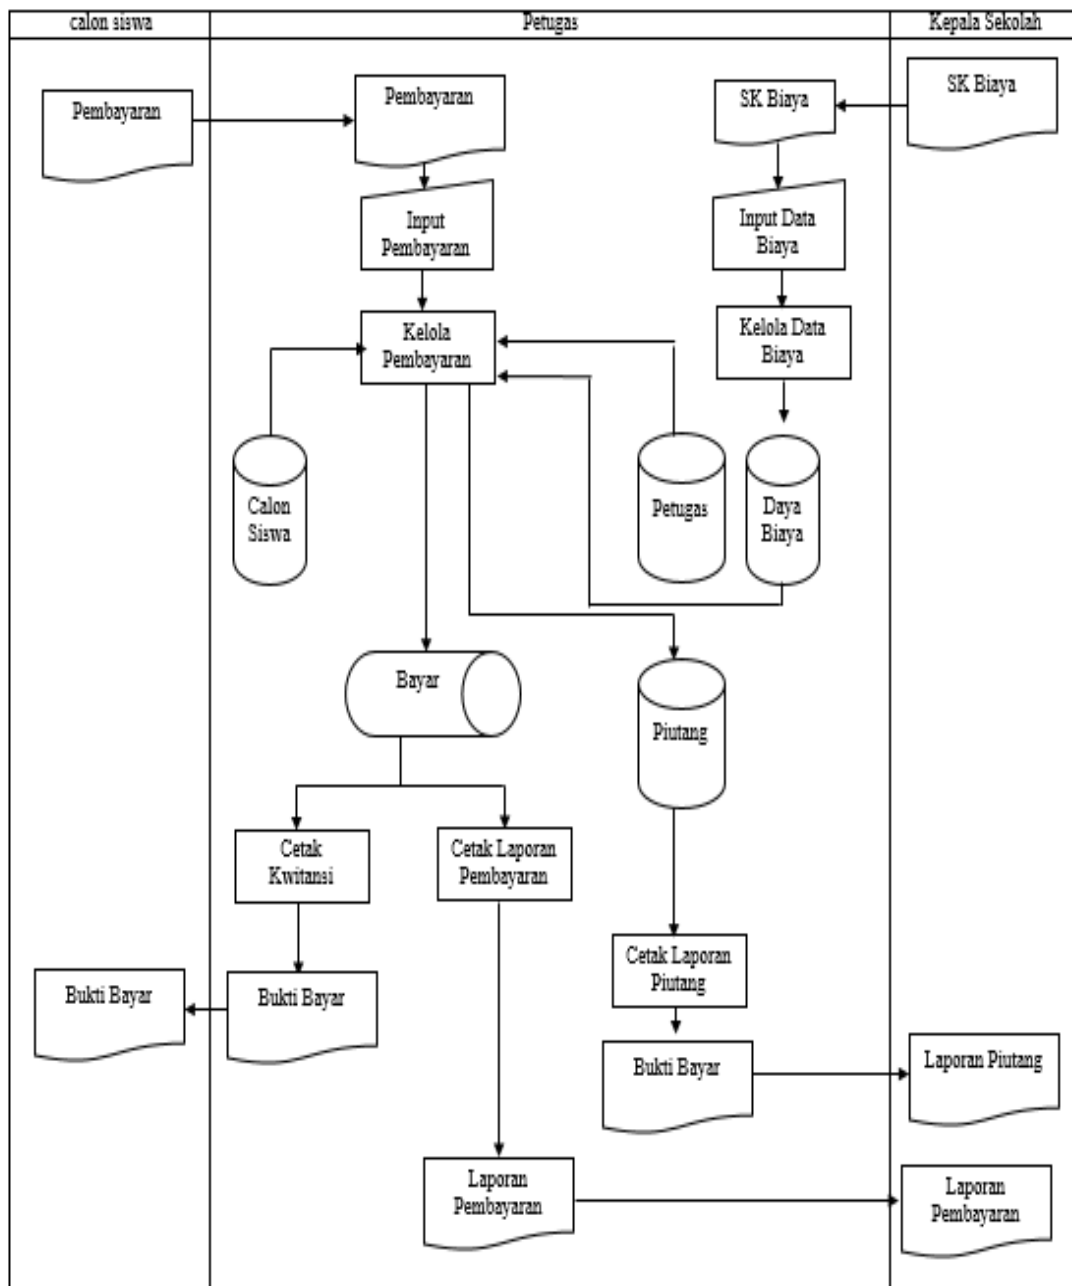 calon siswa
Petugas
Kepala Sekolah
Pembayaran
Pembayaran
SK Biaya
SK Biaya
Input
Pembayaran
Input Data
Biaya
Kelola
Pembayaran
Kelola Data
Biaya
Calon
Siswa
Petugas
Daya
Biaya
Bayar
Piutang
Cetak
Kwitansi
Cetak Laporan
Pembayaran
Cetak Laporan
Piutang
Bukti Bayar
Bukti Bayar
Bukti Bayar
Laporan Piutang
Laporan
Pembayaran
Laporan
Pembayaran